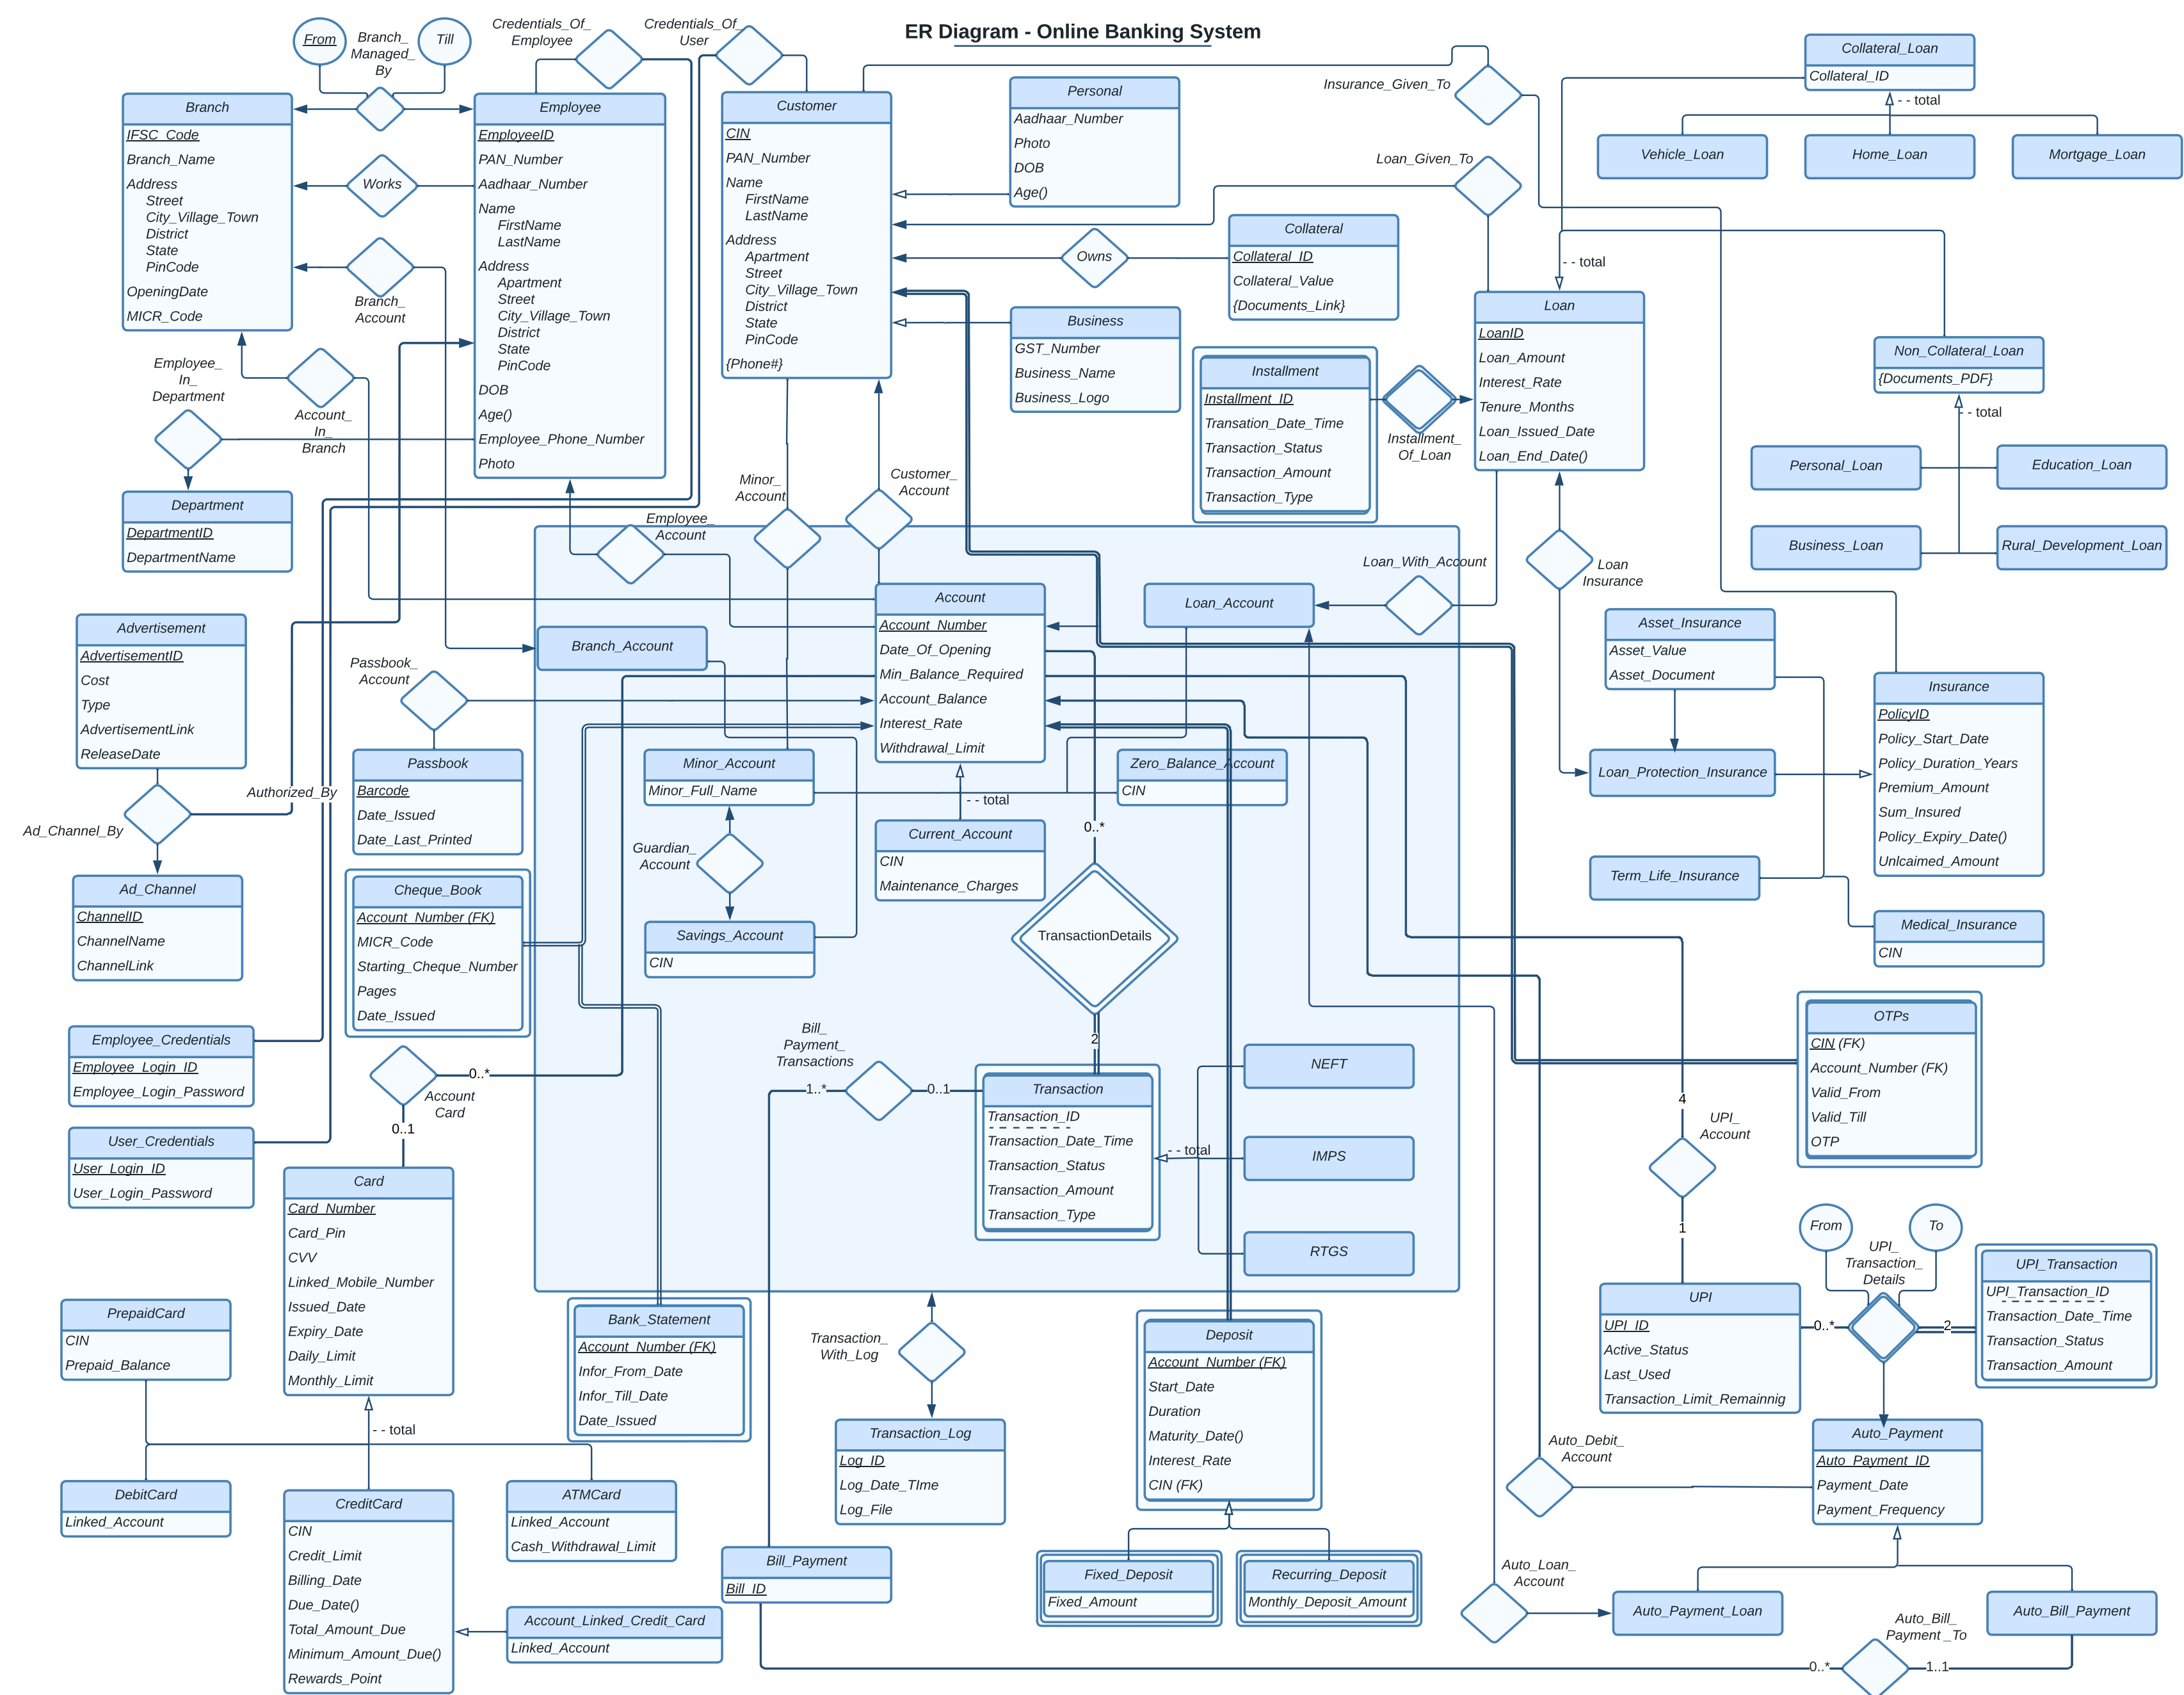 ER Diagram - Online Banking System
From
Branch_
Managed_
By
Till
Credentials_Of_
Employee
Credentials_Of_
User
Branch
IFSC_Code
Branch_Name
Address
Street
City_Village_Town
District
State
PinCode
OpeningDate
MICR_Code
Works
Branch_
Account
Employee
EmployeeID
PAN_Number
Aadhaar_Number
Name
FirstName
LastName
Address
Apartment
Street
City_Village_Town
District
State
PinCode
DOB
Age()
Employee_Phone_Number
Photo
Customer
CIN
PAN_Number
Name
FirstName
LastName
Address
Apartment
Street
City_Village_Town
District
State
PinCode
{Phone#}
Personal
Aadhaar_Number
Photo
DOB
Age()
Insurance_Given_To
Loan_Given_To
Owns
Collateral
Collateral_ID
Collateral_Value
{Documents_Link}
Business
GST_Number
Business_Name
Business_Logo
Collateral_Loan
Collateral_ID
- - total
Vehicle_Loan
Home_Loan
Mortgage_Loan
- - total
Loan
LoanID
Loan_Amount
Interest_Rate
Tenure_Months
Loan_Issued_Date
Loan_End_Date()
Installment
Installment_ID
Transation_Date_Time
Transaction_Status
Transaction_Amount
Transaction_Type
Installment_
Of_Loan
Non_Collateral_Loan
{Documents_PDF}
- - total
Personal_Loan
Education_Loan
Business_Loan
Rural_Development_Loan
Employee_
In_
Department
Account_
In_
Branch
Department
DepartmentID
DepartmentName
Minor_
Account
Customer_
Account
Employee_
Account
Loan_With_Account
Loan
Insurance
Advertisement
AdvertisementID
Cost
Type
AdvertisementLink
ReleaseDate
Authorized_By
Ad_Channel_By
Ad_Channel
ChannelID
ChannelName
ChannelLink
Branch_Account
Passbook_
Account
Passbook
Barcode
Date_Issued
Date_Last_Printed
Account
Account_Number
Date_Of_Opening
Min_Balance_Required
Account_Balance
Interest_Rate
Withdrawal_Limit
Loan_Account
Minor_Account
Minor_Full_Name
Zero_Balance_Account
CIN
- - total
Current_Account
CIN
Maintenance_Charges
Guardian_
Account
Savings_Account
CIN
0..*
TransactionDetails
2
Asset_Insurance
Asset_Value
Asset_Document
Loan_Protection_Insurance
Term_Life_Insurance
Insurance
PolicyID
Policy_Start_Date
Policy_Duration_Years
Premium_Amount
Sum_Insured
Policy_Expiry_Date()
Unlcaimed_Amount
Medical_Insurance
CIN
Cheque_Book
Account_Number (FK)
MICR_Code
Starting_Cheque_Number
Pages
Date_Issued
Employee_Credentials
Employee_Login_ID
Employee_Login_Password
User_Credentials
User_Login_ID
User_Login_Password
0..*
Account
Card
0..1
Bill_
Payment_
Transactions
1..*
0..1
Transaction
Transaction_ID
Transaction_Date_Time
Transaction_Status
Transaction_Amount
Transaction_Type
- - total
NEFT
IMPS
RTGS
OTPs
CIN (FK)
Account_Number (FK)
Valid_From
Valid_Till
OTP
4
UPI_
Account
1
From
To
UPI_
Transaction_
Details
UPI_Transaction
UPI_Transaction_ID
Transaction_Date_Time
Transaction_Status
Transaction_Amount
UPI
UPI_ID
Active_Status
Last_Used
Transaction_Limit_Remainnig
0..*
2
Card
Card_Number
Card_Pin
CVV
Linked_Mobile_Number
Issued_Date
Expiry_Date
Daily_Limit
Monthly_Limit
- - total
PrepaidCard
CIN
Prepaid_Balance
DebitCard
Linked_Account
CreditCard
CIN
Credit_Limit
Billing_Date
Due_Date()
Total_Amount_Due
Minimum_Amount_Due()
Rewards_Point
ATMCard
Linked_Account
Cash_Withdrawal_Limit
Account_Linked_Credit_Card
Linked_Account
Bank_Statement
Account_Number (FK)
Infor_From_Date
Infor_Till_Date
Date_Issued
Transaction_
With_Log
Transaction_Log
Log_ID
Log_Date_TIme
Log_File
Deposit
Account_Number (FK)
Start_Date
Duration
Maturity_Date()
Interest_Rate
CIN (FK)
Fixed_Deposit
Fixed_Amount
Recurring_Deposit
Monthly_Deposit_Amount
Bill_Payment
Bill_ID
Auto_Debit_
Account
Auto_Payment
Auto_Payment_ID
Payment_Date
Payment_Frequency
Auto_Loan_
Account
Auto_Payment_Loan
Auto_Bill_Payment
Auto_Bill_
Payment _To
0..*
1..1